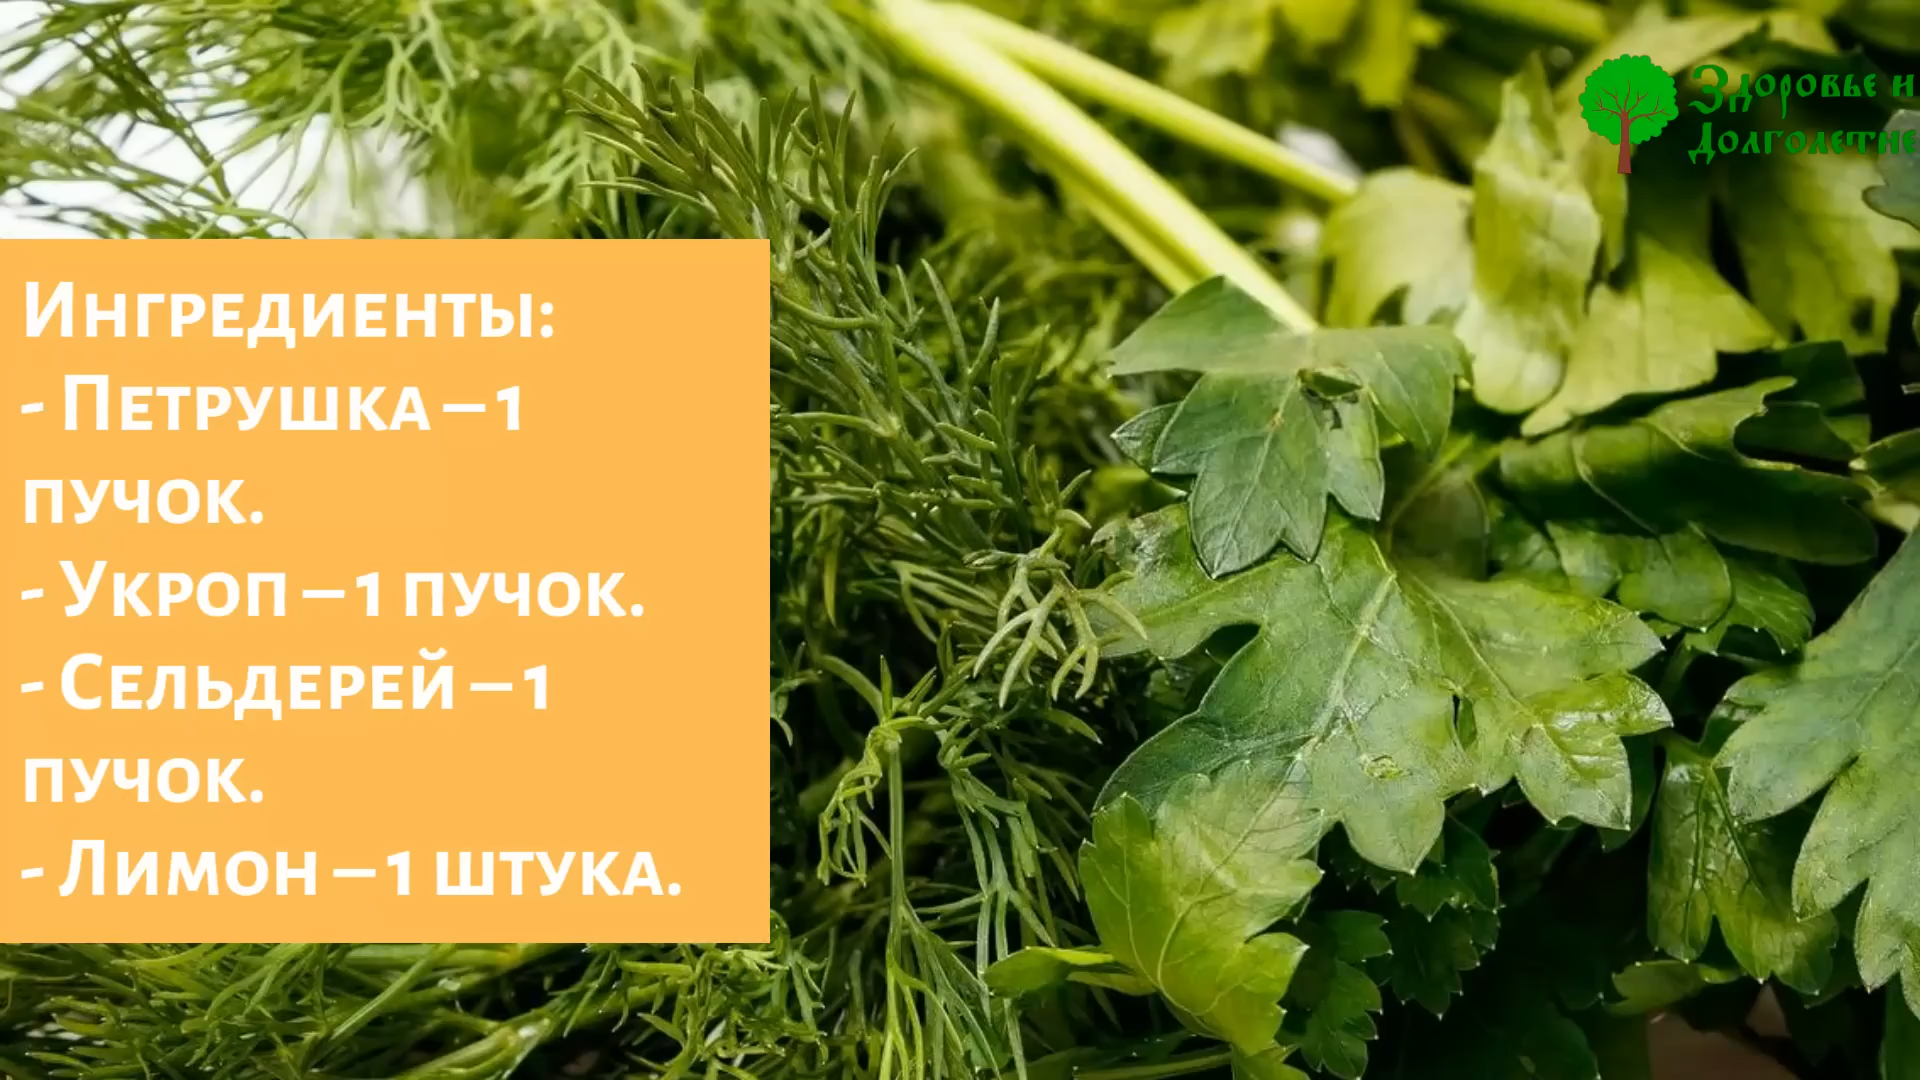 Здоровье и
Долголетие
Ингредиенты:
- Петрушка – 1
пучок.
- Укроп – 1 пучок.
- Сельдерей – 1
пучок.
- Лимон – 1 штука.